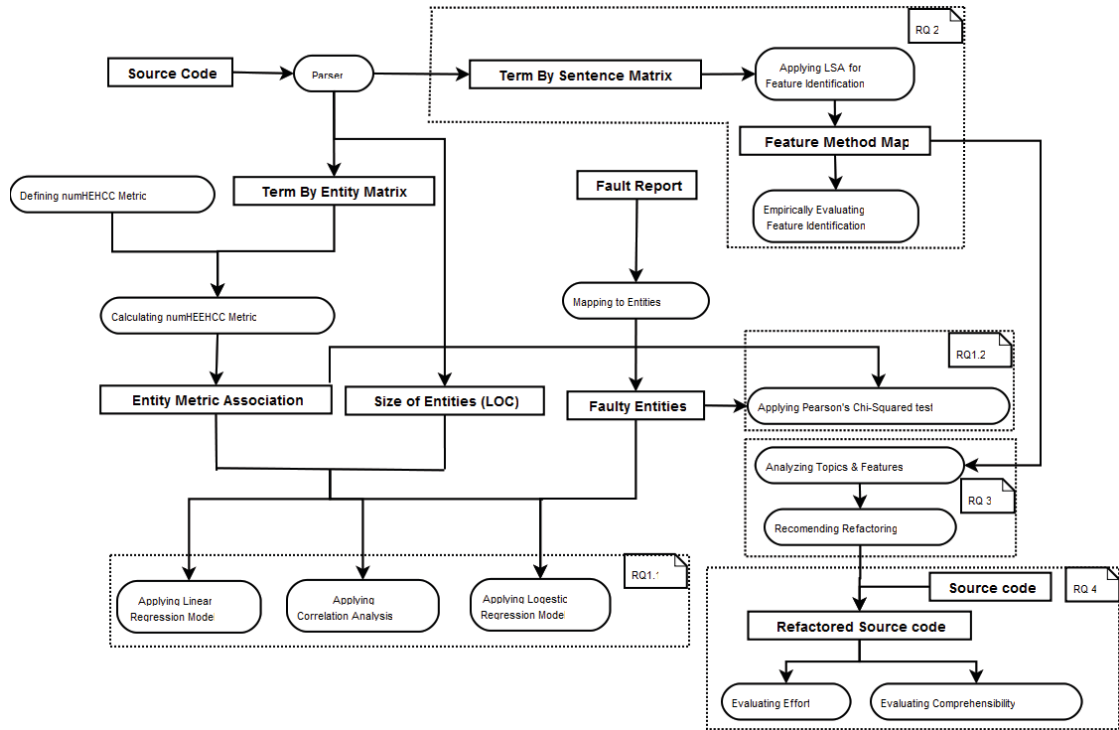 RQ 2
Source Code
Parser
Term By Sentence Matrix
Applying LSA for
Feature Identification
Feature Method Map
Defining numHEHCC Metric
Term By Entity Matrix
Fault Report
Empirically Evaluating
Feature Identification
Calculating numHEEHCC Metric
Mapping to Entities
RQ1.2
Entity Metric Association
Size of Entities (LOC)
Faulty Entities
Applying Pearson's Chi-Squared test
Analyzing Topics & Features
RQ 3
Recomending Refactoring
RQ1.1
Applying Linear
Regression Model
Applying
Correlation Analysis
Applying Logestic
Regression Model
Source code
RQ 4
Refactored Source code
Evaluating Effort
Evaluating Comprehensibility